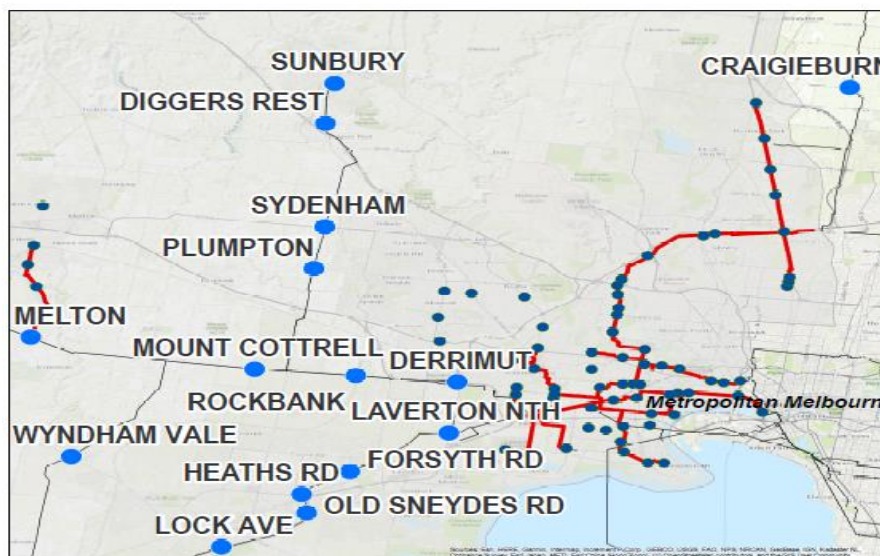 SUNBURY
CRAIGIEBURN
DIGGERS REST
SYDENHAM
PLUMPTON
MELTON
MOUNT COTTRELL
DERRIMUT
ROCKBANK
LAVERTON NTH
Metropolitan Melbourn
WYNDHAM VALE
FORSYTH RD
HEATHS RD
OLD SNEYDES RD
LOCK AVE